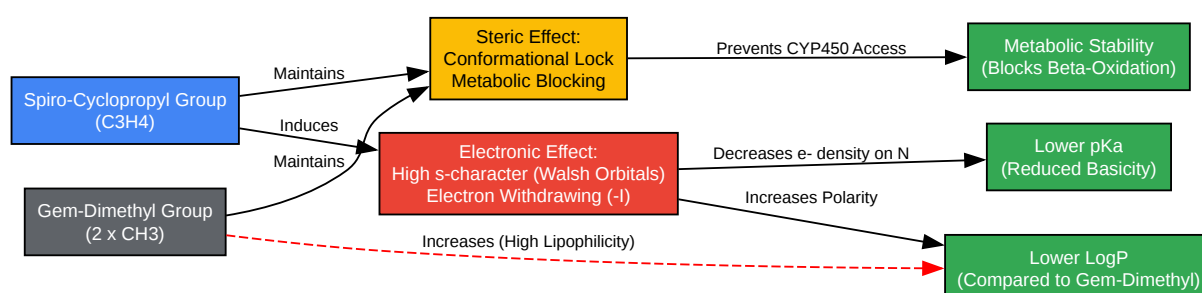 Spiro-Cyclopropyl Group
(C3H4)
Gem-Dimethyl Group
(2 x CH3)
Maintains
Induces
Maintains
Steric Effect:
Conformational Lock
Metabolic Blocking
Electronic Effect:
High s-character (Walsh Orbitals)
Electron Withdrawing (-I)
Increases (High Lipophilicity)
Prevents CYP450 Access
Decreases e- density on N
Increases Polarity
Metabolic Stability
(Blocks Beta-Oxidation)
Lower pKa
(Reduced Basicity)
Lower LogP
(Compared to Gem-Dimethyl)